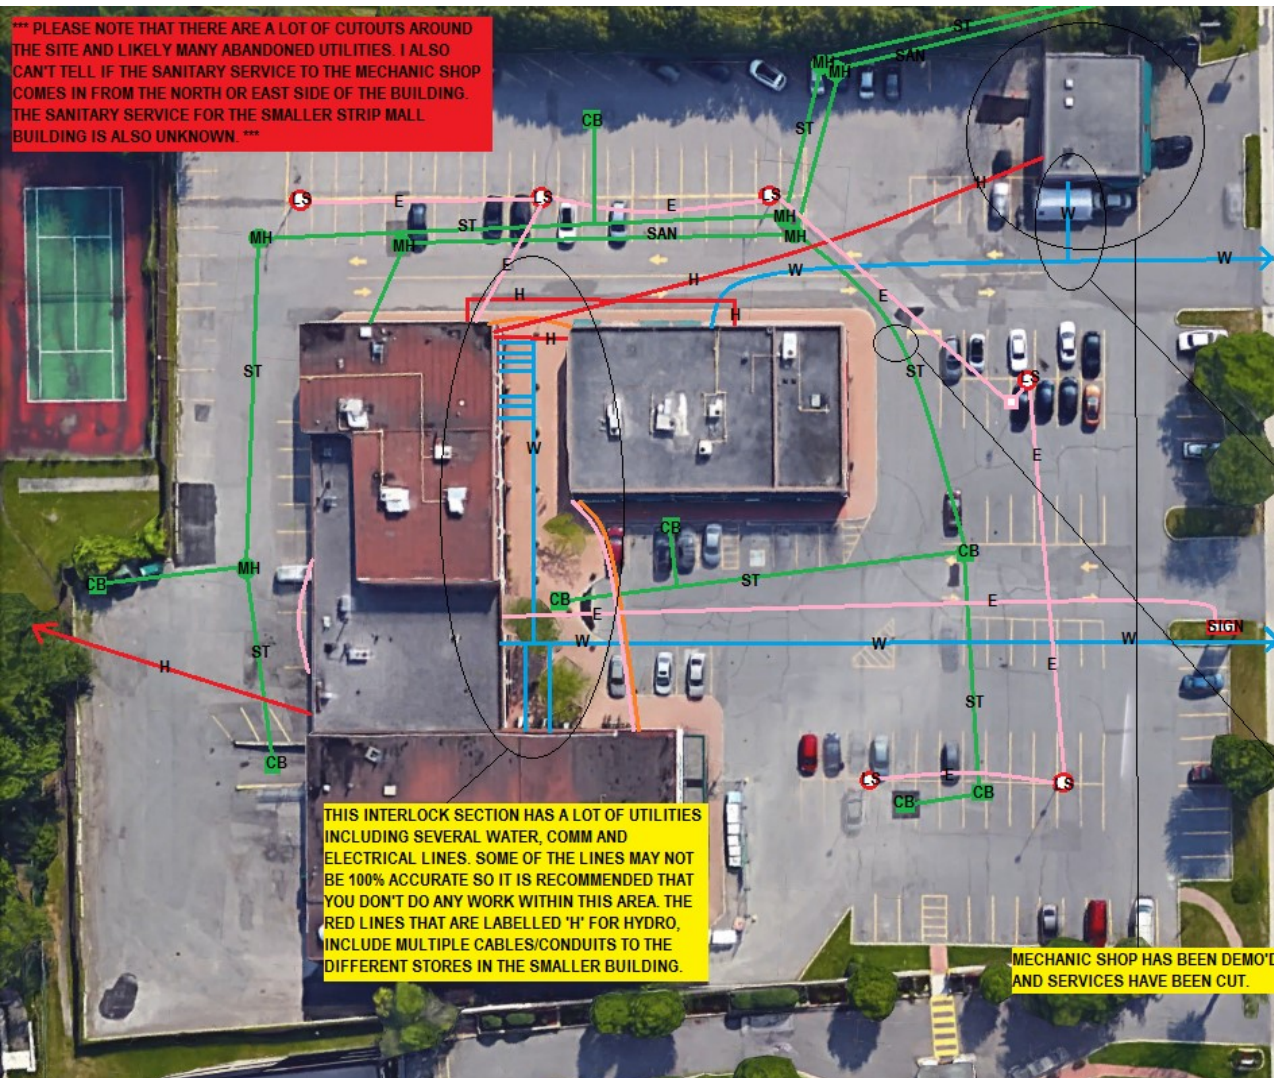 *** PLEASE NOTE THAT THERE ARE A LOT OF CUTOUTS AROUND
THE SITE AND LIKELY MANY ABANDONED UTILITIES. I ALSO
CAN'T TELL IF THE SANITARY SERVICE TO THE MECHANIC SHOP
COMES IN FROM THE NORTH OR EAST SIDE OF THE BUILDING.
THE SANITARY SERVICE FOR THE SMALLER STRIP MALL
BUILDING IS ALSO UNKNOWN. ***
ST
SAN
MH
MH
CB
ST
LS
E
LS
E
LS
H
W
MH
ST
MH
SAN
MH
MH
E
H
W
W
E
H
H
H
ST
ST
LS
W
E
CB
CB
ST
MH
CB
CB
E
E
SIGN
W
W
W
ST
E
H
ST
CB
LS
E
LS
CB
CB
THIS INTERLOCK SECTION HAS A LOT OF UTILITIES
INCLUDING SEVERAL WATER, COMM AND
ELECTRICAL LINES. SOME OF THE LINES MAY NOT
BE 100% ACCURATE SO IT IS RECOMMENDED THAT
YOU DON'T DO ANY WORK WITHIN THIS AREA. THE
RED LINES THAT ARE LABELLED 'H' FOR HYDRO,
INCLUDE MULTIPLE CABLES/CONDUITS TO THE
DIFFERENT STORES IN THE SMALLER BUILDING.
MECHANIC SHOP HAS BEEN DEMO'D
AND SERVICES HAVE BEEN CUT.